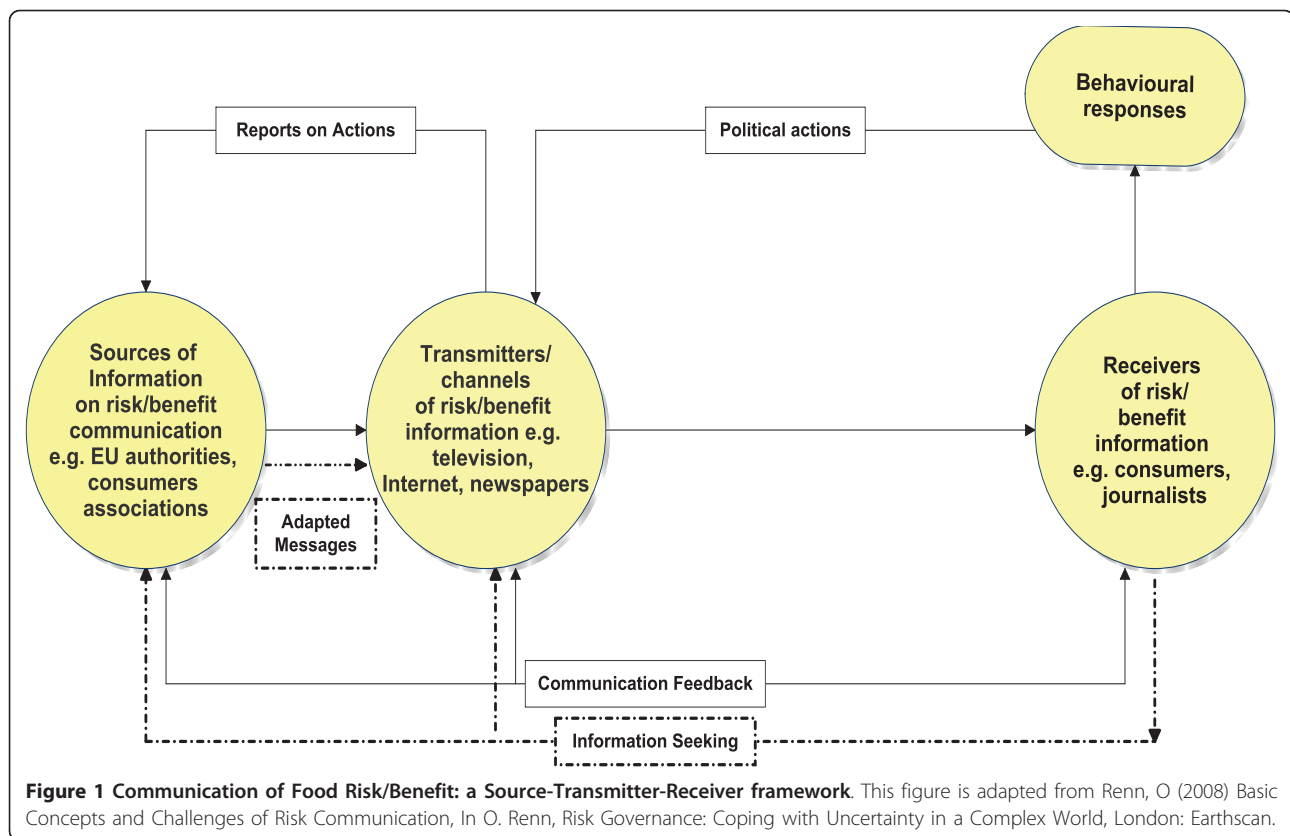 Behavioural
responses
Reports on Actions
Political actions
Sources of
Information
on risk/benefit
communication
e.g. EU authorities,
consumers
associations
Transmitters/
channels
of risk/benefit
information e.g.
television,
Internet, newspapers
Receivers
of risk/
benefit
information
e.g. consumers,
journalists
Adapted
Messages
Communication Feedback
Information Seeking
Figure 1 Communication of Food Risk/Benefit: a Source-Transmitter-Receiver framework. This figure is adapted from Renn, O (2008) Basic
Concepts and Challenges of Risk Communication, In O. Renn, Risk Governance: Coping with Uncertainty in a Complex World, London: Earthscan.